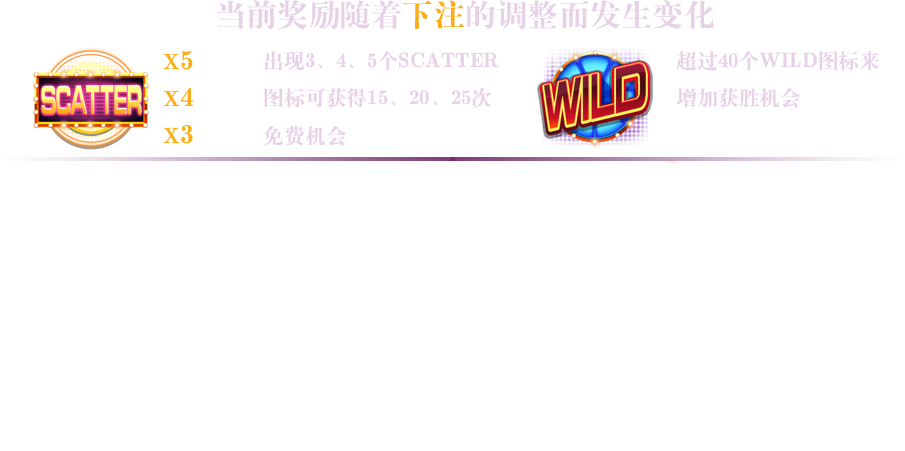 当前奖励随着下注的调整而发生变化
SCATTER
X5
X4
X3
出现3、4、5个SCATTER
图标可获得15、20、25次
免费机会
WILD
超过40个WILD图标来
增加获胜机会